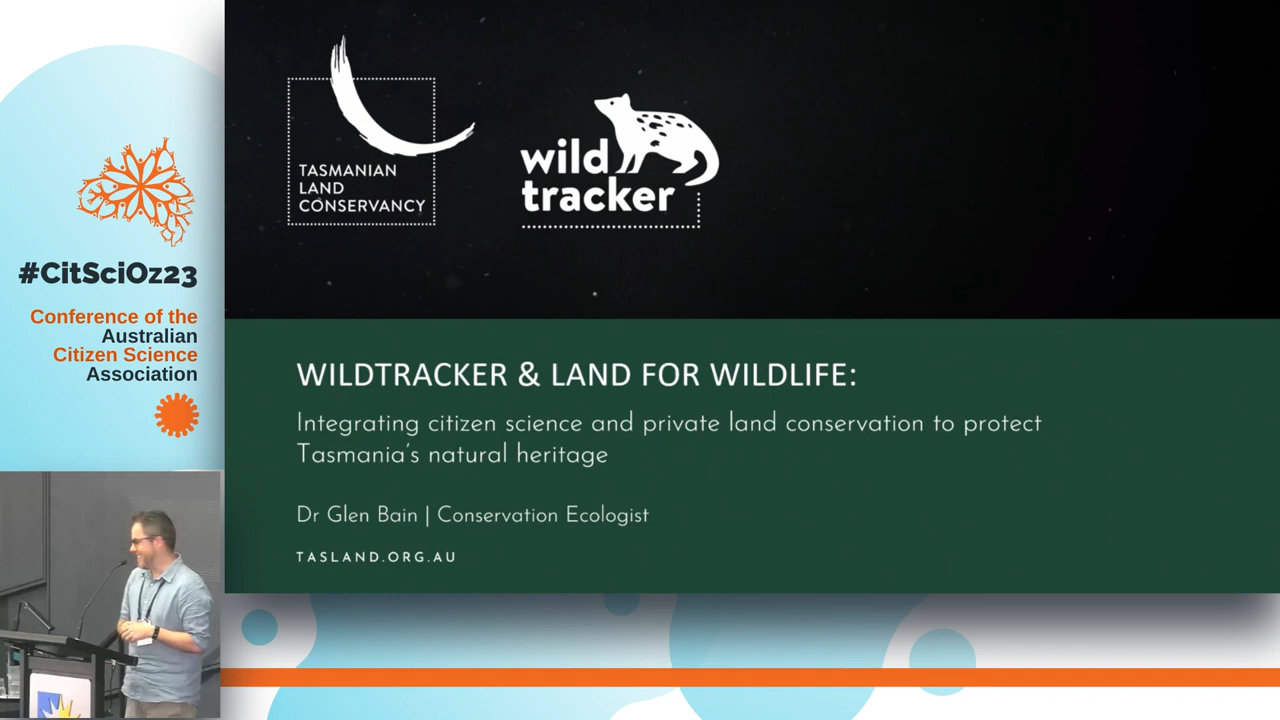 #CitSciOz23
Conference of the
Australian
Citizen Science
Association
TASMANIAN
LAND
CONSERVANCY
wild
tracker
WILDTRACKER & LAND FOR WILDLIFE:
Integrating citizen science and private land conservation to protect
Tasmania's natural heritage
Dr Glen Bain | Conservation Ecologist
TASLAND.ORG.AU